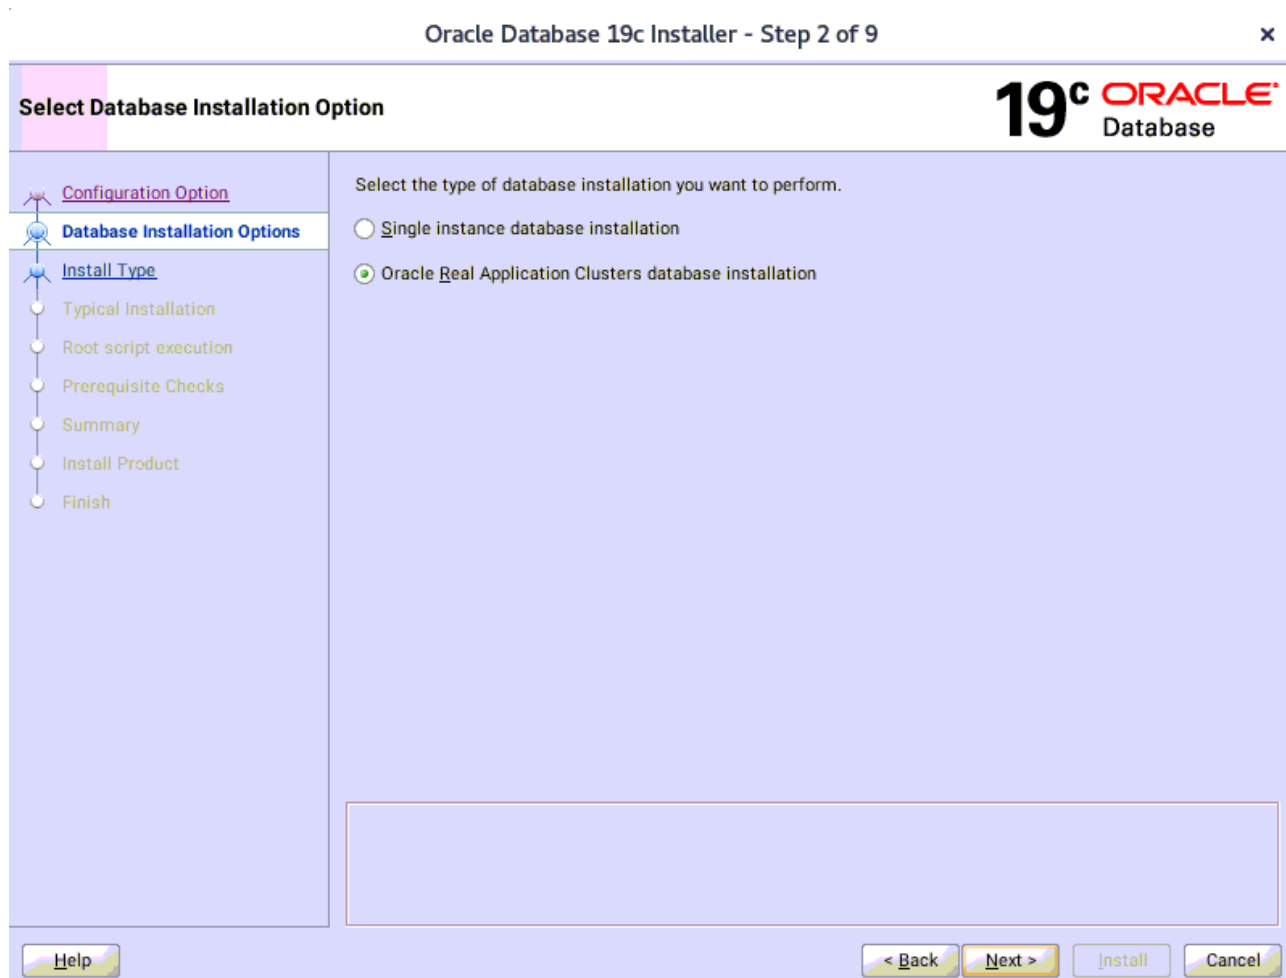 Oracle Database 19c Installer - Step 2 of 9
×
Select Database Installation Option
19c ORACLE
Database
Configuration Option
Database Installation Options
Install Type
Typical Installation
Root script execution
Prerequisite Checks
Summary
Install Product
Finish
Select the type of database installation you want to perform.
Single instance database installation
Oracle Real Application Clusters database installation
Help
< Back
Next >
Install
Cancel